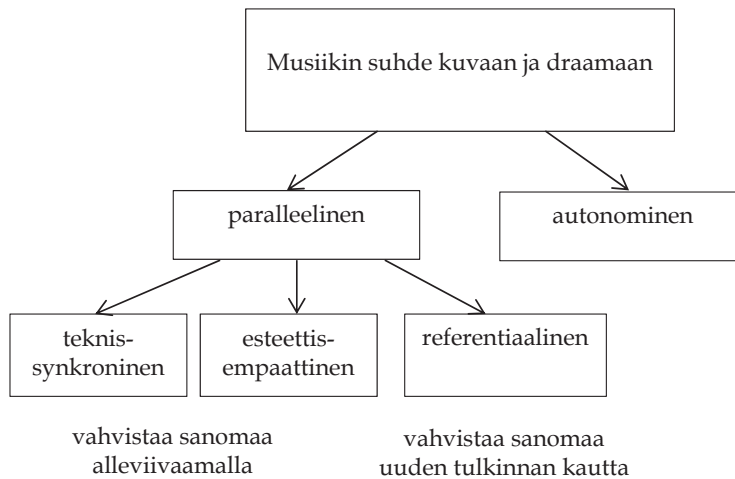 Musiikin suhde kuvaan ja draamaan
paralleelinen
autonominen
teknis-
synkroninen
esteettis-
empaattinen
referentiaalinen
vahvistaa sanomaa
alleviivaamalla
vahvistaa sanomaa
uuden tulkinnan kautta